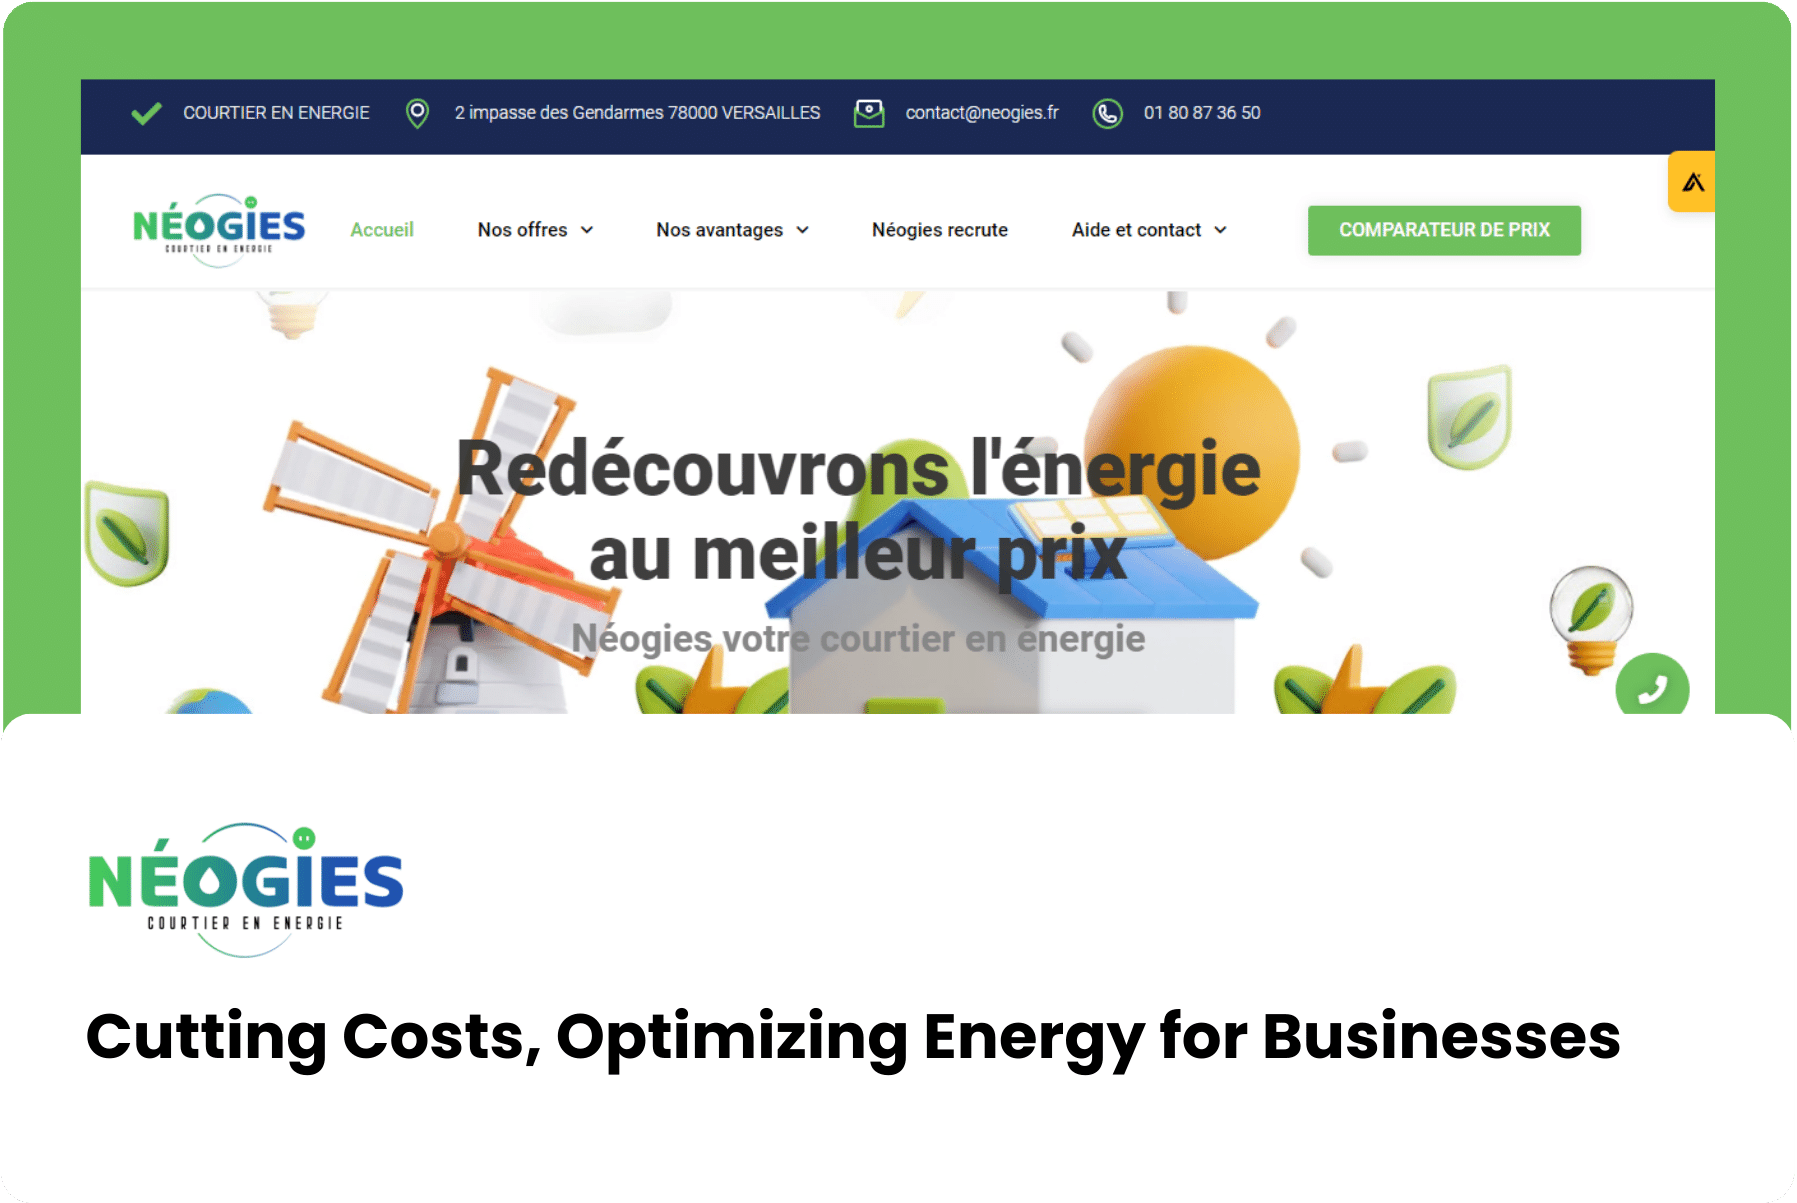 COURTIER EN ENERGIE 2 impasse des Gendarmes 78000 VERSAILLES contact@neogies.fr 01 80 87 36 50
NÉOGIES
COURTIER EN ENERGIE
Accueil Nos offres Nos avantages Néogies recrute Aide et contact COMPARATEUR DE PRIX
Redécouvrons l'énergie
au meilleur prix
Néogies votre courtier en énergie
NÉOGIES
COURTIER EN ENERGIE
Cutting Costs, Optimizing Energy for Businesses